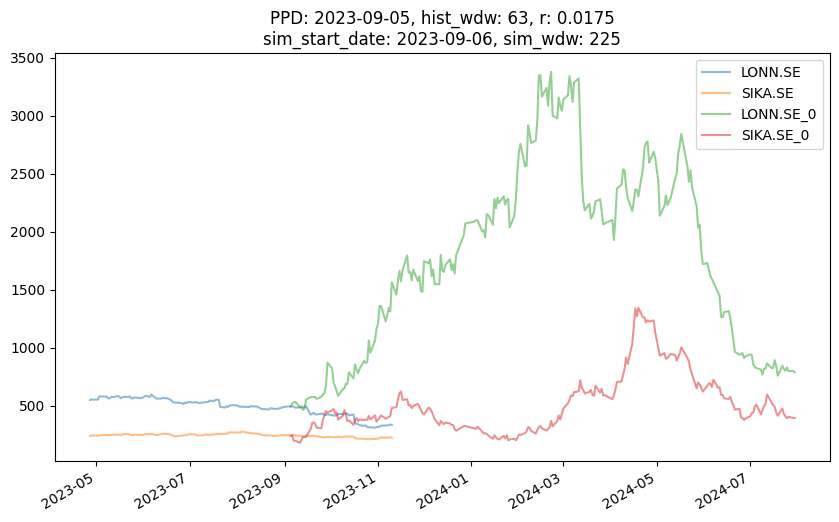 PPD: 2023-09-05, hist_wdw: 63, r: 0.0175
sim_start_date: 2023-09-06, sim_wdw: 225
3500
3000
2500
2000
1500
1000
500
LONN.SE
SIKA.SE
LONN.SE_0
SIKA.SE_0
2023-05
2023-07
2023-09
2023-11
2024-01
2024-03
2024-05
2024-07